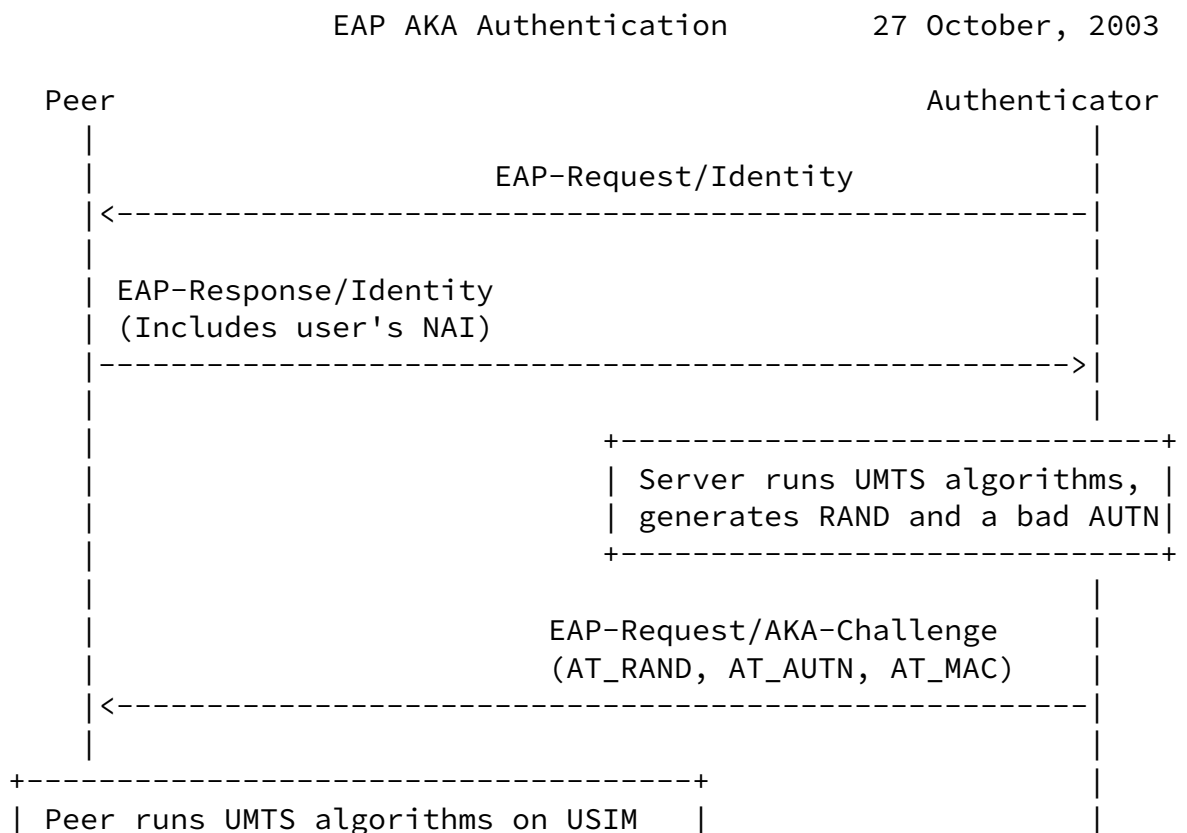 EAP AKA Authentication 27 October, 2003
Peer Authenticator
EAP-Request/Identity
EAP-Response/Identity
(Includes user's NAI)
Server runs UMTS algorithms,
generates RAND and a bad AUTN
EAP-Request/AKA-Challenge
(AT_RAND, AT_AUTN, AT_MAC)
Peer runs UMTS algorithms on USIM